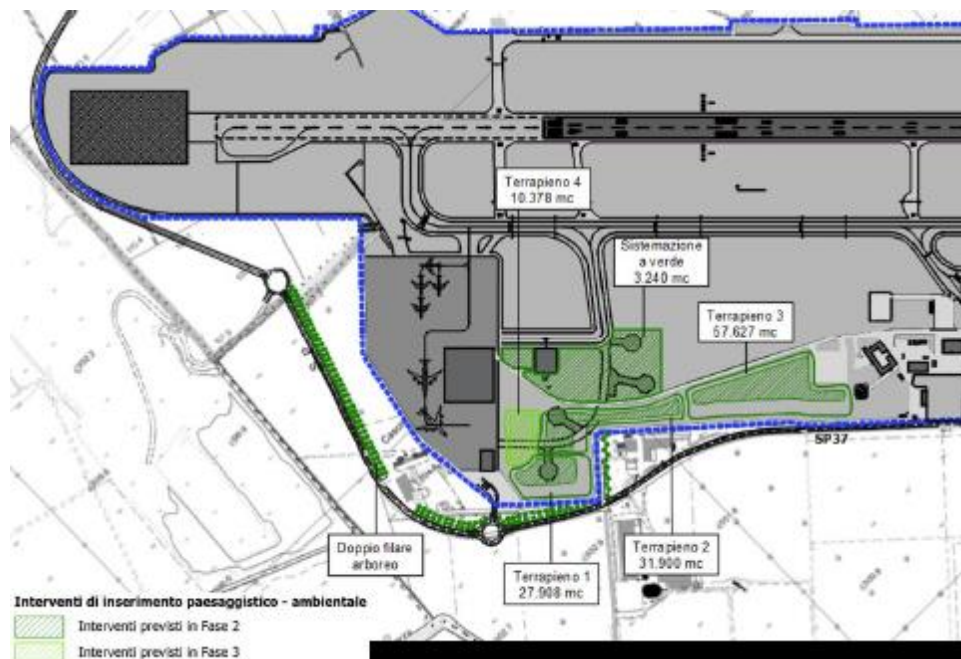 Terrapieno 4
10.378 mc
Sistemazione
a verde
3.240 mc
Terrapieno 3
57.627 mc
SP37
Doppio filare
arboreo
Terrapieno 1
27.908 mc
Terrapieno 2
31.900 mc
Interventi di inserimento paesaggistico - ambientale
Interventi previsti in Fase 2
Interventi previsti in Fase 3